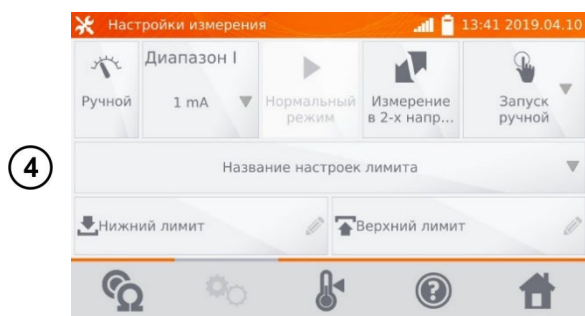 Настройки измерения 13:41 2019.04.10
Диапазон I
Ручной 1 mA Нормальный режим Измерение в 2-х напр... Запуск ручной
4
Название настроек лимита
Нижний лимит Верхний лимит